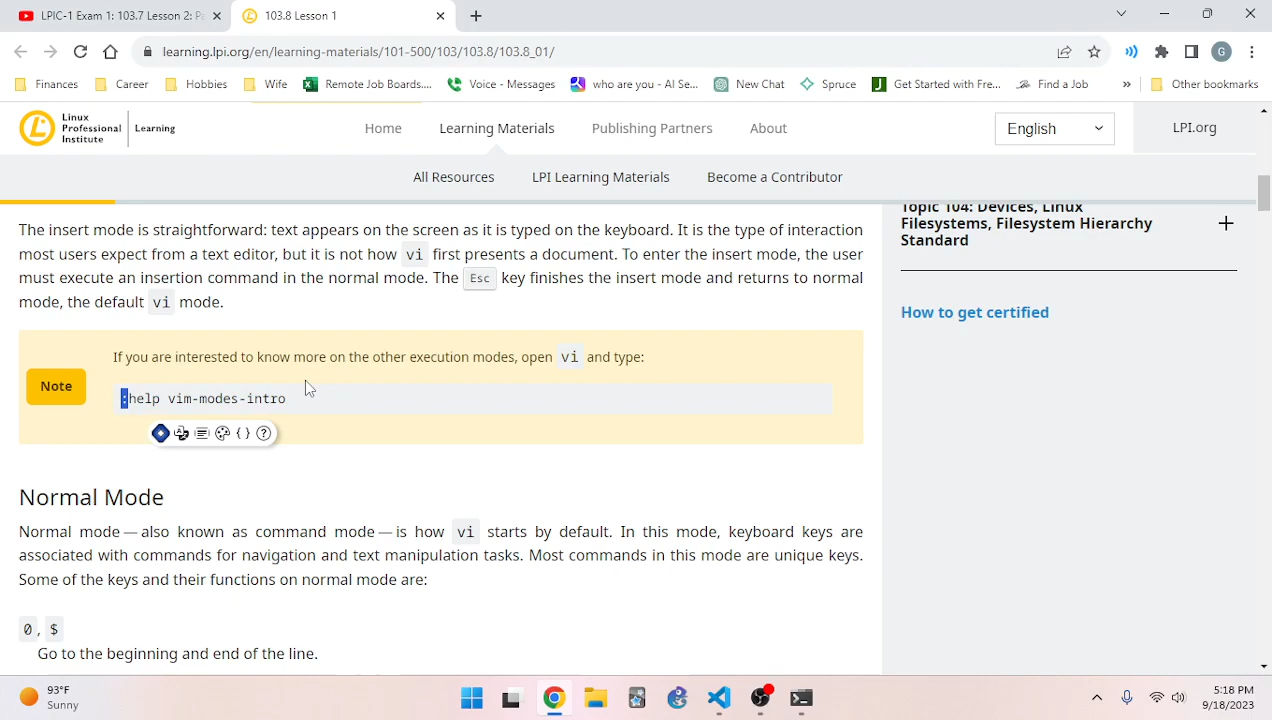 LPIC-1 Exam 1: 103.7 Lesson 2: Pa
103.8 Lesson 1
learning.lpi.org/en/learning-materials/101-500/103/103.8/103.8_01/
G
Finances
Career
Hobbies
Wife
Remote Job Boards....
Voice - Messages
who are you - AI Se...
New Chat
Spruce
Get Started with Fre...
Find a Job
»
Other bookmarks
Linux
Professional
Institute
Learning
Home
Learning Materials
Publishing Partners
About
English
LPI.org
All Resources
LPI Learning Materials
Become a Contributor
The insert mode is straightforward: text appears on the screen as it is typed on the keyboard. It is the type of interaction
most users expect from a text editor, but it is not how vi first presents a document. To enter the insert mode, the user
must execute an insertion command in the normal mode. The Esc key finishes the insert mode and returns to normal
mode, the default vi mode.
Note
If you are interested to know more on the other execution modes, open vi and type:
:help vim-modes-intro
Normal Mode
Normal mode — also known as command mode — is how vi starts by default. In this mode, keyboard keys are
associated with commands for navigation and text manipulation tasks. Most commands in this mode are unique keys.
Some of the keys and their functions on normal mode are:
0, $
Go to the beginning and end of the line.
Topic 104: Devices, Linux
Filesystems, Filesystem Hierarchy
Standard
+
How to get certified
93°F
Sunny
5:18 PM
9/18/2023